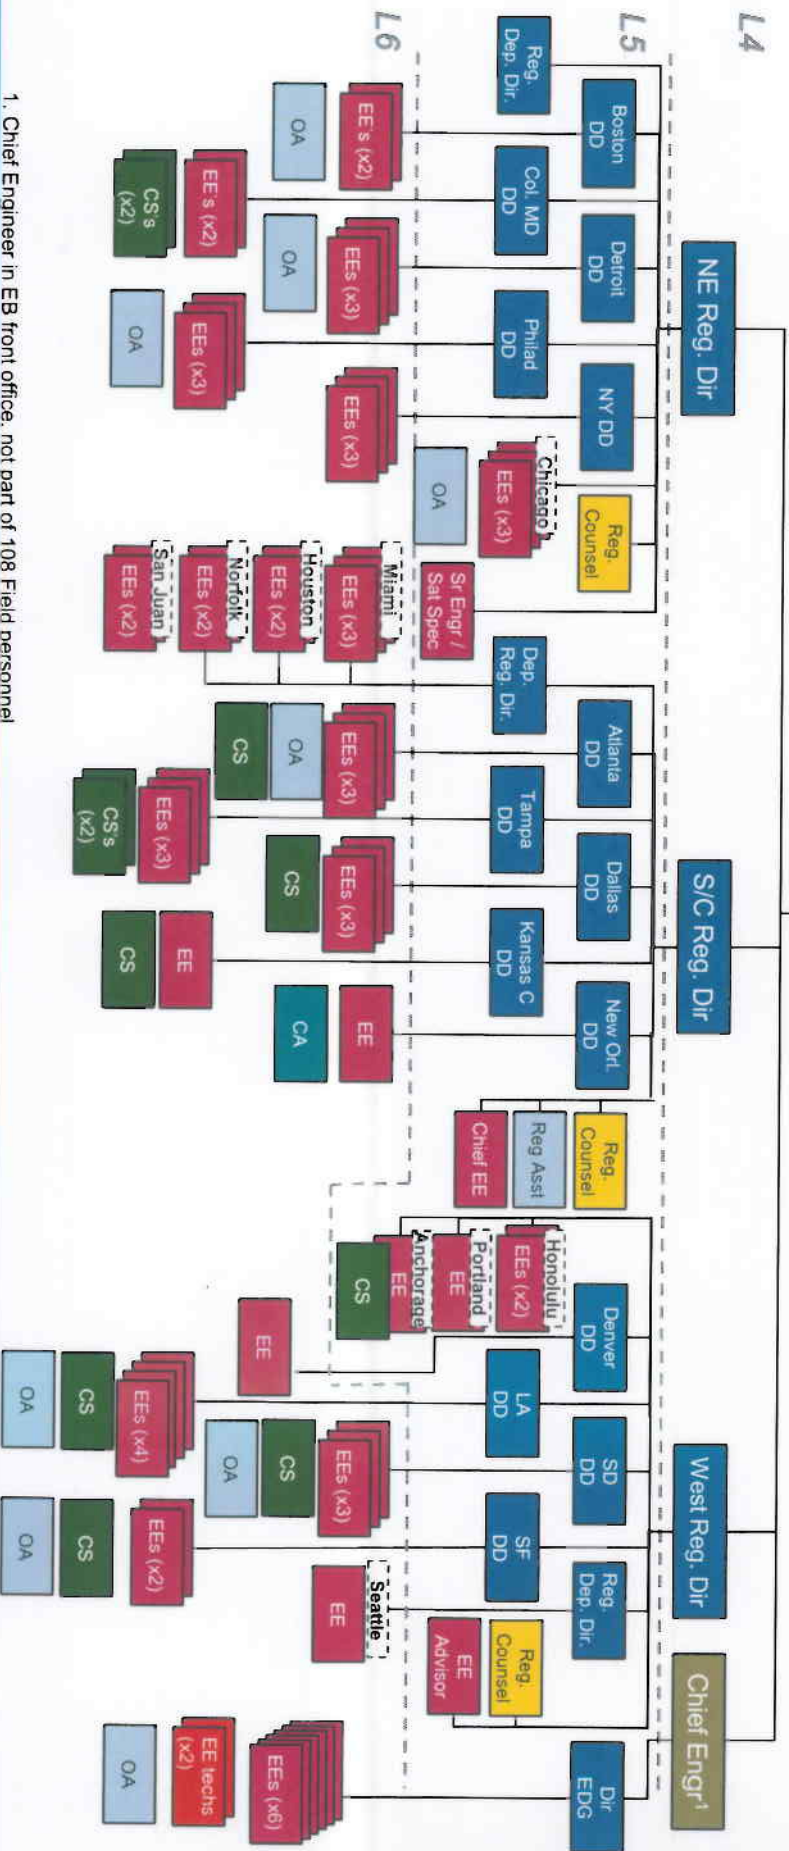 L4
NE Reg. Dir
S/C Reg. Dir
West Reg. Dir
Chief Engr¹
L5
Boston
DD
Detroit
DD
NY DD
Reg.
Counsel
Reg.
Dep. Dir.
Col. MD
DD
Philad
DD
Chicago
EEs (x3)
OA
Sr Engr /
Sat Spec
Atlanta
DD
Dallas
DD
New Orl.
DD
Dep.
Reg. Dir.
Tampa
DD
Kansas C
DD
Reg.
Counsel
Reg Asst
Chief EE
Denver
DD
SD
DD
Reg.
Dep. Dir.
LA
DD
SF
DD
Honolulu
EEs (x2)
Portland
EE
Anchorage
EE
CS
Reg.
Counsel
EE
Advisor
Dir
EDG
L6
EE's (x2)
OA
EE's (x2)
CS's
(x2)
EEs (x3)
OA
EEs (x3)
OA
EEs (x3)
Miami
EEs (x3)
Houston
EEs (x2)
Norfolk
EEs (x2)
San Juan
EEs (x2)
EEs (x3)
OA
CS
EEs (x3)
CS's
(x2)
EEs (x3)
CS
EE
CS
EE
CA
EE
EEs (x4)
CS
OA
EEs (x3)
CS
OA
EEs (x2)
CS
OA
Seattle
EE
EEs (x6)
EE techs
(x2)
OA
1. Chief Engineer in EB front office, not part of 108 Field personnel